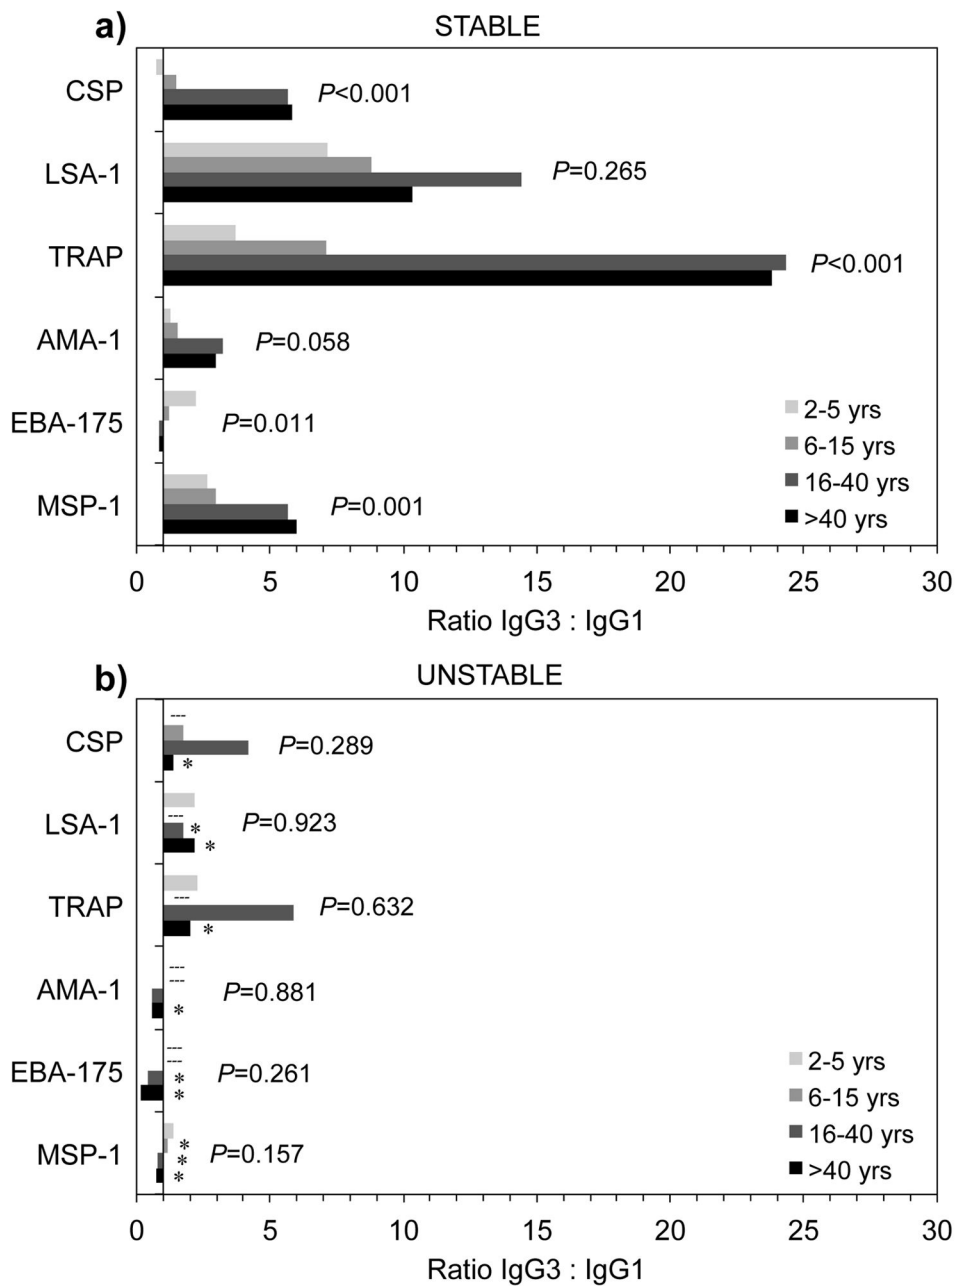 a) STABLE
CSP
P<0.001
LSA-1
P=0.265
TRAP
P<0.001
AMA-1
P=0.058
EBA-175
P=0.011
MSP-1
P=0.001
2-5 yrs
6-15 yrs
16-40 yrs
>40 yrs
0 5 10 15 20 25 30
Ratio IgG3 : IgG1
b) UNSTABLE
---
CSP
P=0.289
*
LSA-1
---
P=0.923
*
*
TRAP
---
P=0.632
*
---
---
AMA-1
P=0.881
*
---
---
EBA-175
P=0.261
*
*
MSP-1
P=0.157
*
*
*
2-5 yrs
6-15 yrs
16-40 yrs
>40 yrs
0 5 10 15 20 25 30
Ratio IgG3 : IgG1